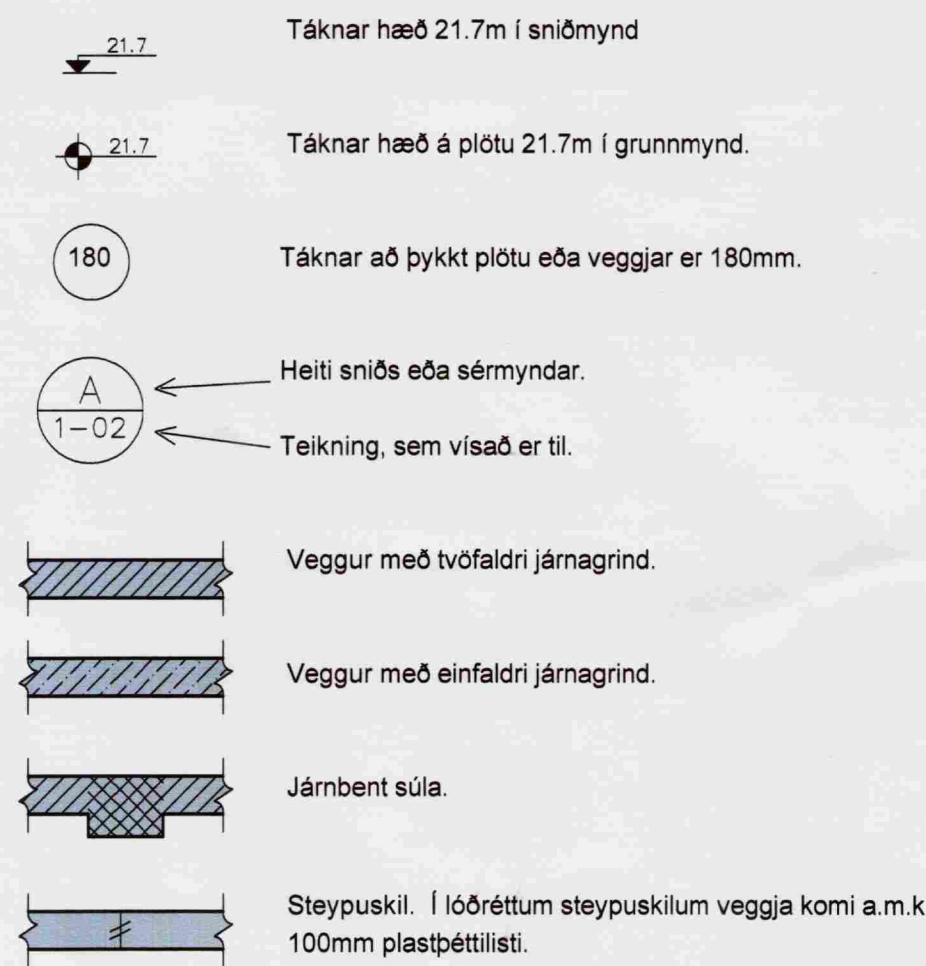 21.7 Táknar hæð 21.7m í sniðmynd
21.7 Táknar hæð á plötu 21.7m í grunnmynd.
180 Táknar að þykkt plötu eða veggjar er 180mm.
A Heiti sniðs eða sérmyndar.
1-02 Teikning, sem vísað er til.
Veggur með tvöfaldri járnagrind.
Veggur með einfaldri járnagrind.
Járnbent súla.
Steypuskil. Í lóðréttum steypuskilum veggja komi a.m.k
100mm plastþéttilisti.